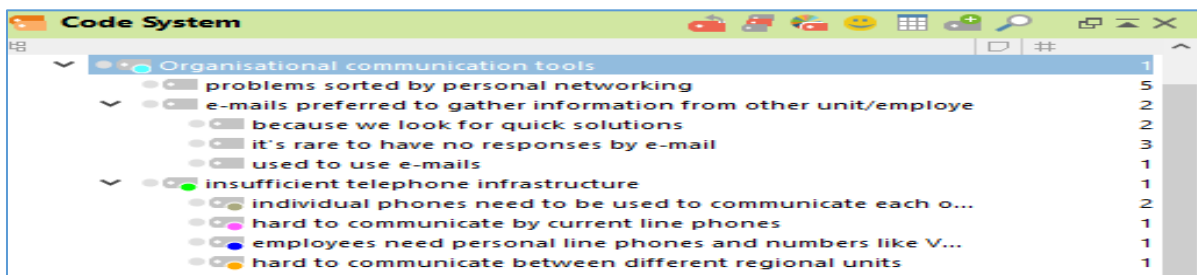 Code System
#
Organisational communication tools 1
problems sorted by personal networking 5
e-mails preferred to gather information from other unit/employe 2
because we look for quick solutions 2
it's rare to have no responses by e-mail 3
used to use e-mails 1
insufficient telephone infrastructure 1
individual phones need to be used to communicate each o... 2
hard to communicate by current line phones 1
employees need personal line phones and numbers like V... 1
hard to communicate between different regional units 1